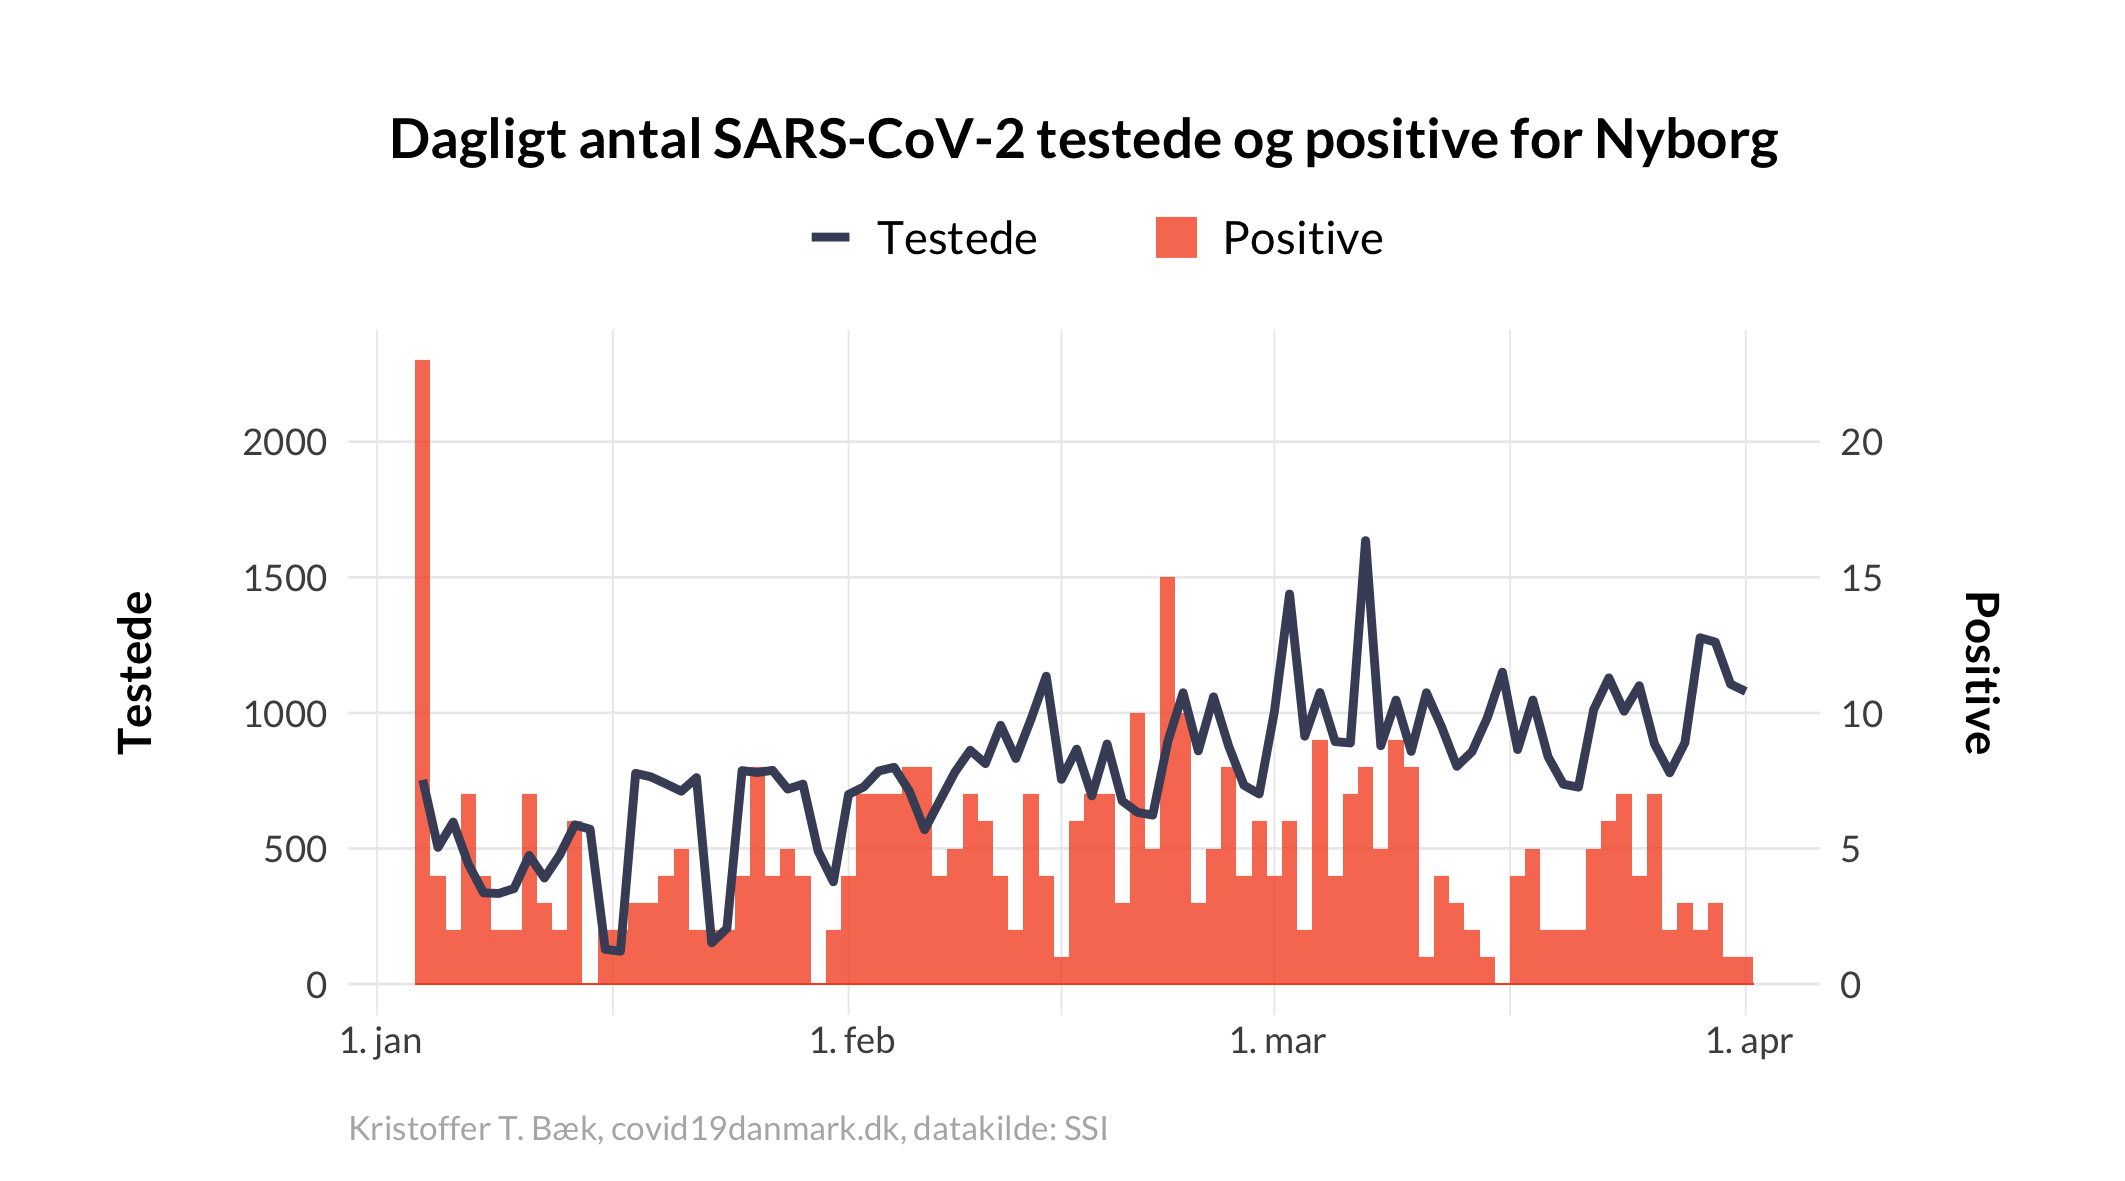 Dagligt antal SARS-CoV-2 testede og positive for Nyborg
Testede Positive
2000 20
1500 15
1000 10
500 5
0 0
Testede
Positive
1. jan 1. feb 1. mar 1. apr
Kristoffer T. Bæk, covid19danmark.dk, datakilde: SSI